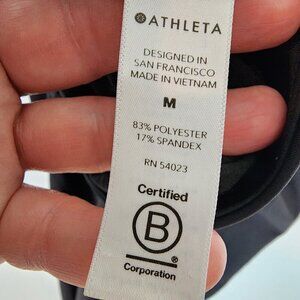 ATHLETA
DESIGNED IN
SAN FRANCISCO
MADE IN VIETNAM
M
83% POLYESTER
17% SPANDEX
RN 54023
Certified
B
®
Corporation